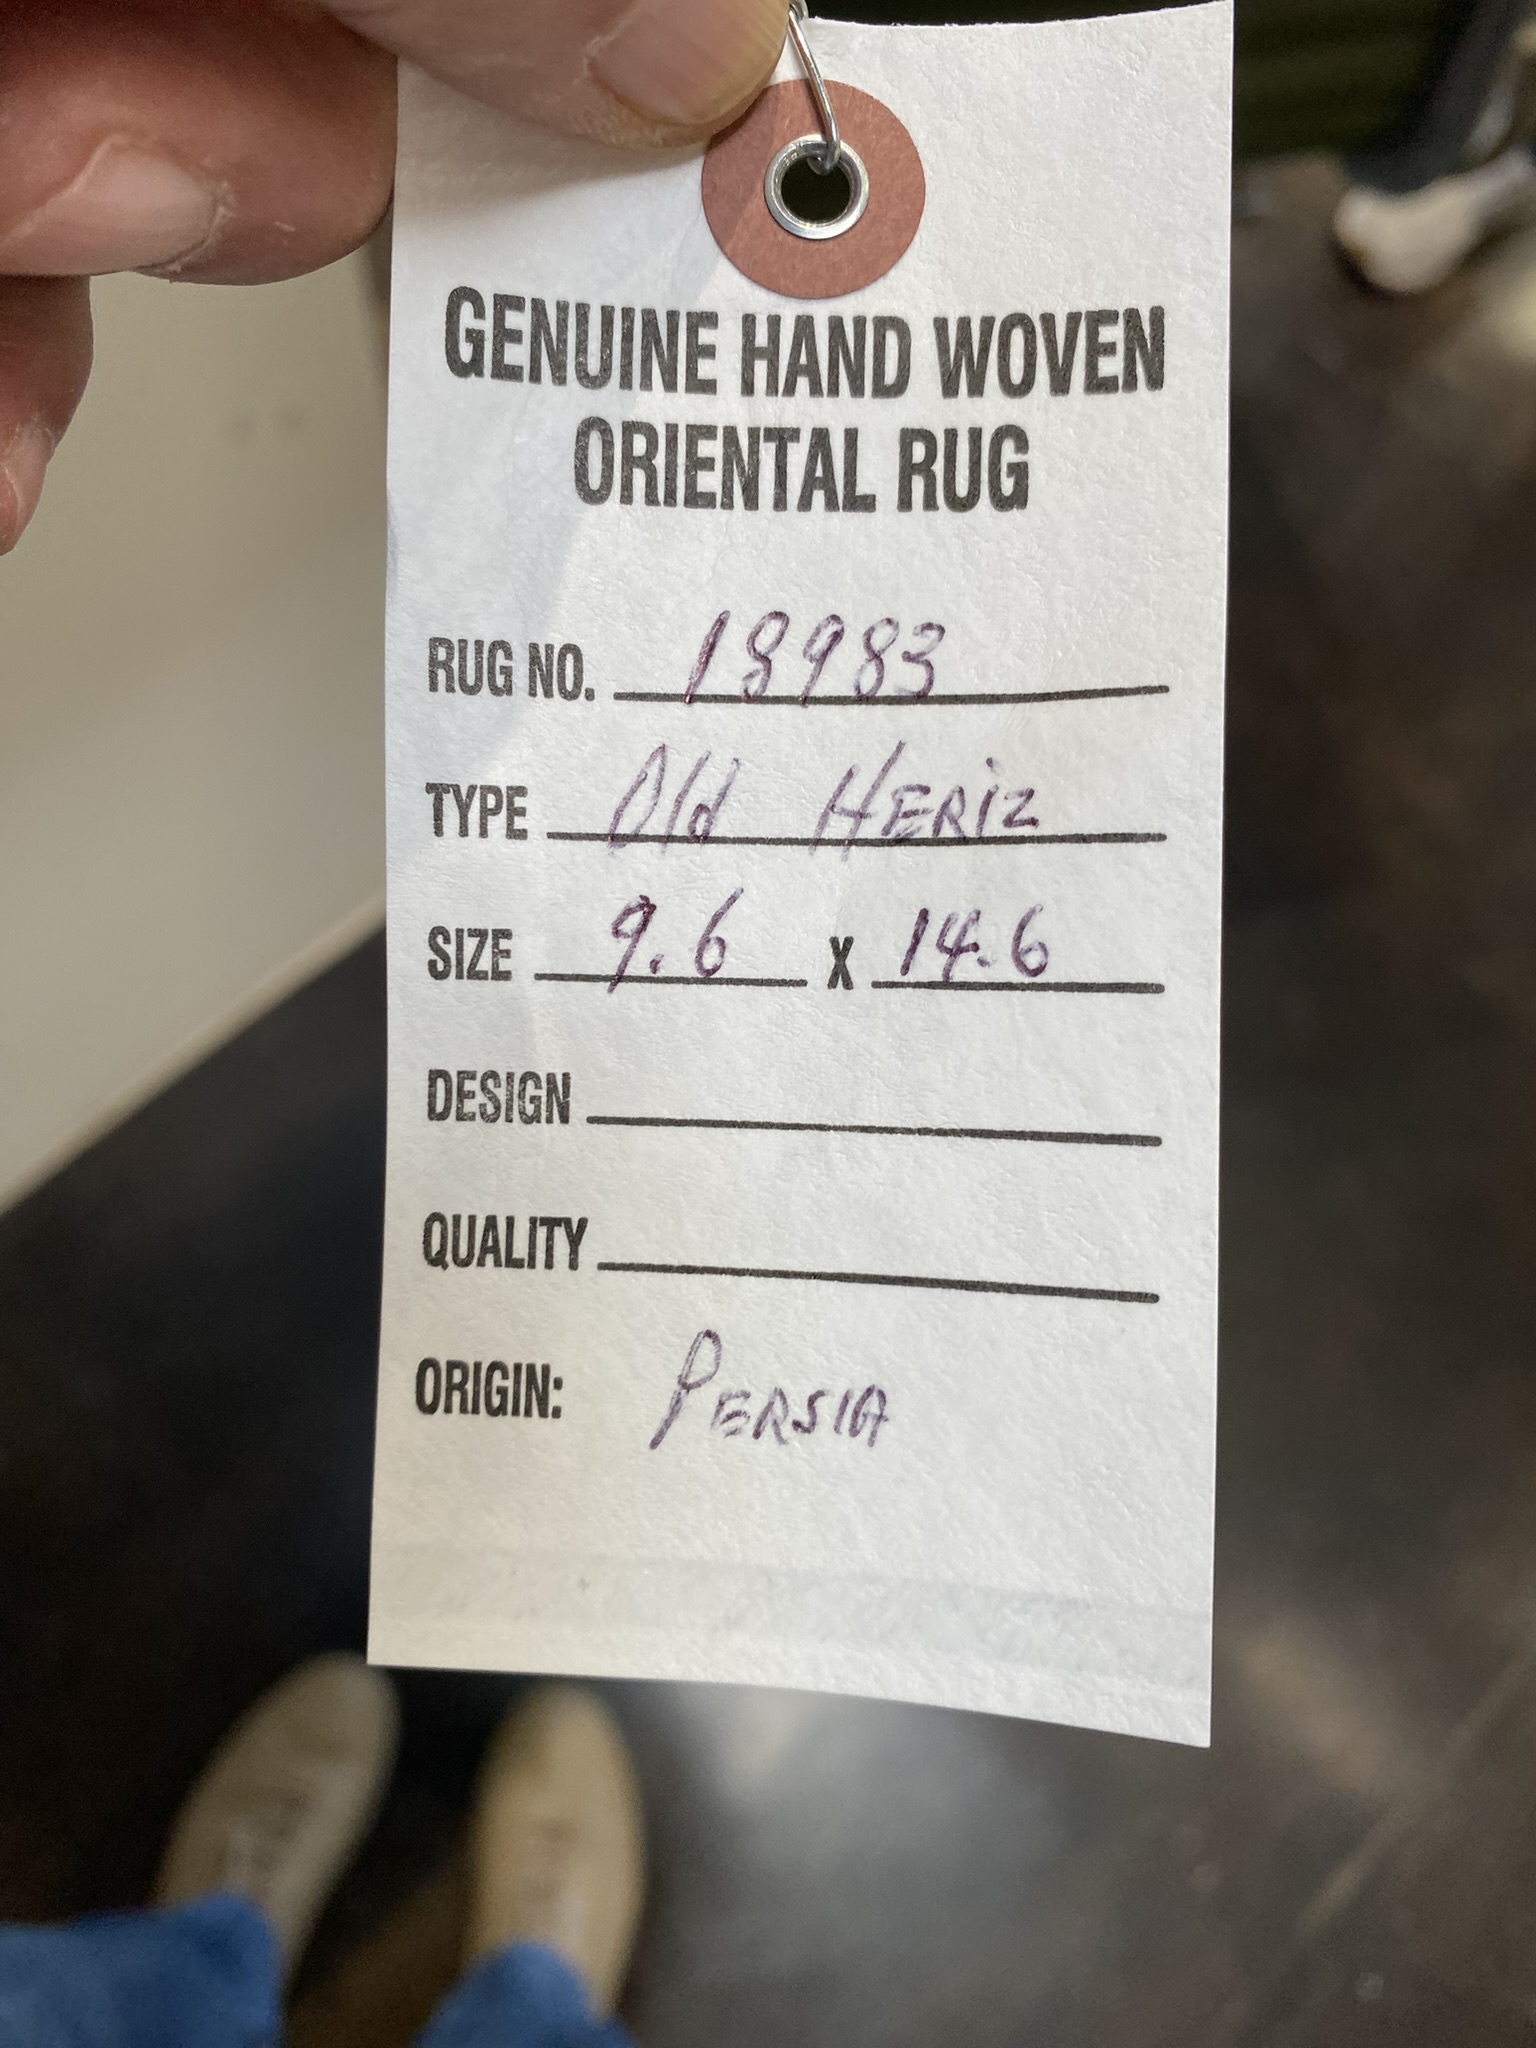 GENUINE HAND WOVEN
ORIENTAL RUG
RUG NO. 18983
TYPE Old HERiz
SIZE 9.6 X 14.6
DESIGN
QUALITY
ORIGIN: PERSIA